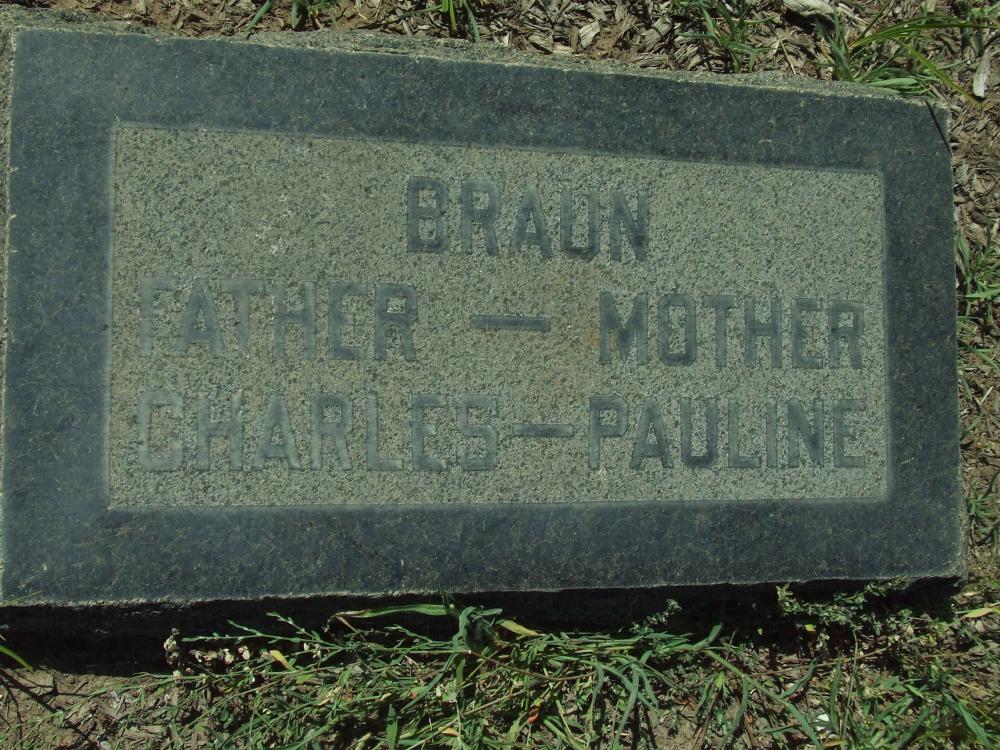 BRAUN
FATHER — MOTHER
CHARLES — PAULINE